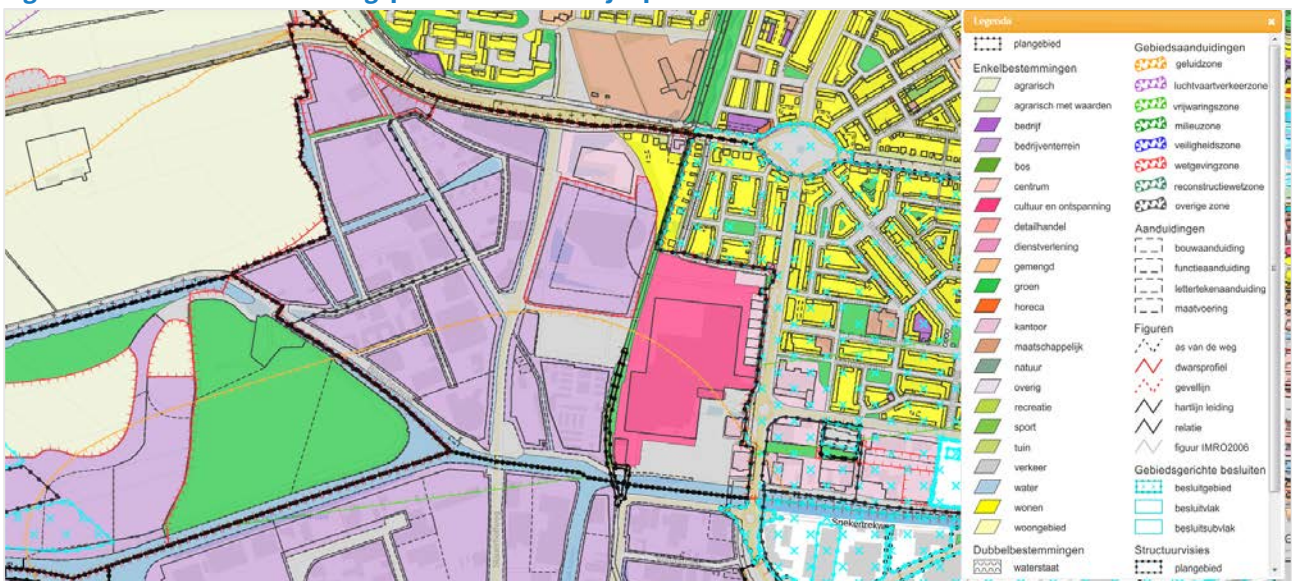 Legenda
plangebied
Enkelbestemmingen
agrarisch
agrarisch met waarden
bedrijf
bedrijventerrein
bos
centrum
cultuur en ontspanning
detailhandel
dienstverlening
gemengd
groen
horeca
kantoor
maatschappelijk
natuur
overig
recreatie
sport
tuin
verkeer
water
wonen
woongebied
Dubbelbestemmingen
waterstaat
Gebiedsaanduidingen
geluidzone
luchtvaartverkeerzone
vrijwaringszone
milieuzone
veiligheidszone
wetgevingzone
reconstructiewetzone
overige zone
Aanduidingen
bouwaanduiding
functieaanduiding
lettertekenaanduiding
maatvoering
Figuren
as van de weg
dwarsprofiel
gevellijn
hartlijn leiding
relatie
figuur IMRO2006
Gebiedsgerichte besluiten
besluitgebied
besluitvlak
besluitsubvlak
Structuurvisies
plangebied
Snekertrekweg